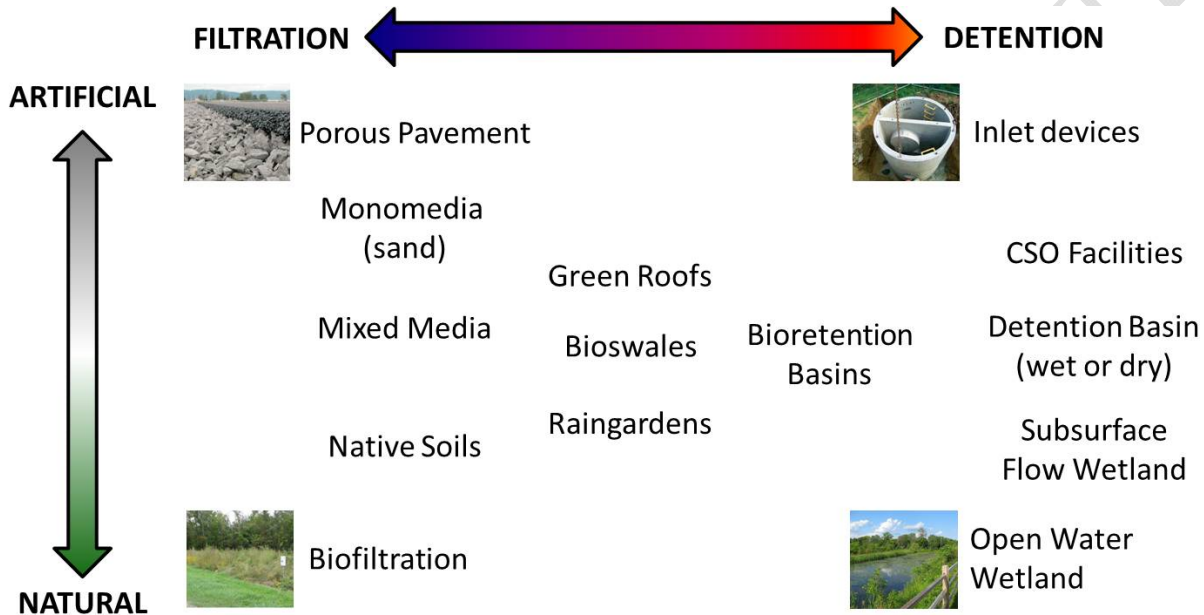 FILTRATION
DETENTION
ARTIFICIAL
Porous Pavement
Inlet devices
Monomedia
(sand)
CSO Facilities
Green Roofs
Mixed Media
Bioswales
Bioretention
Basins
Detention Basin
(wet or dry)
Raingardens
Native Soils
Subsurface
Flow Wetland
Biofiltration
Open Water
Wetland
NATURAL